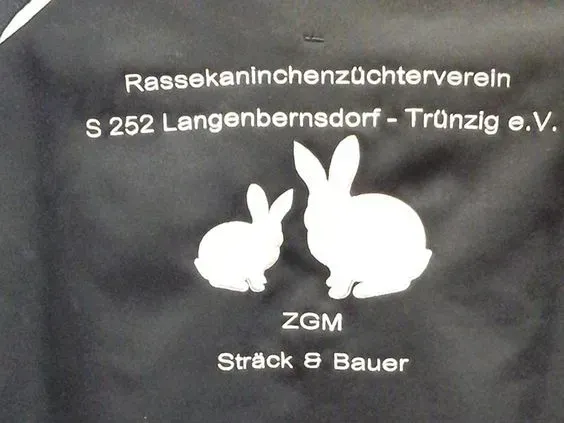 Rassekaninchenzüchterverein
S 252 Langenbernsdorf - Trünzig e.V.
ZGM
Sträck & Bauer